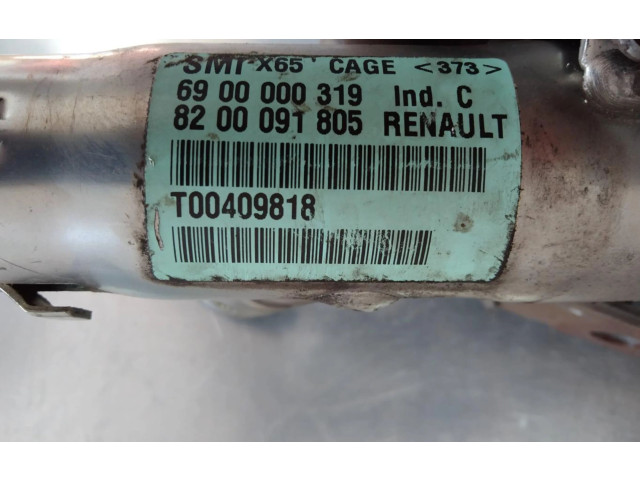 SMI X65 CAGE <373>
69 00 000 319 Ind. C
82 00 091 805 RENAULT
T00409818